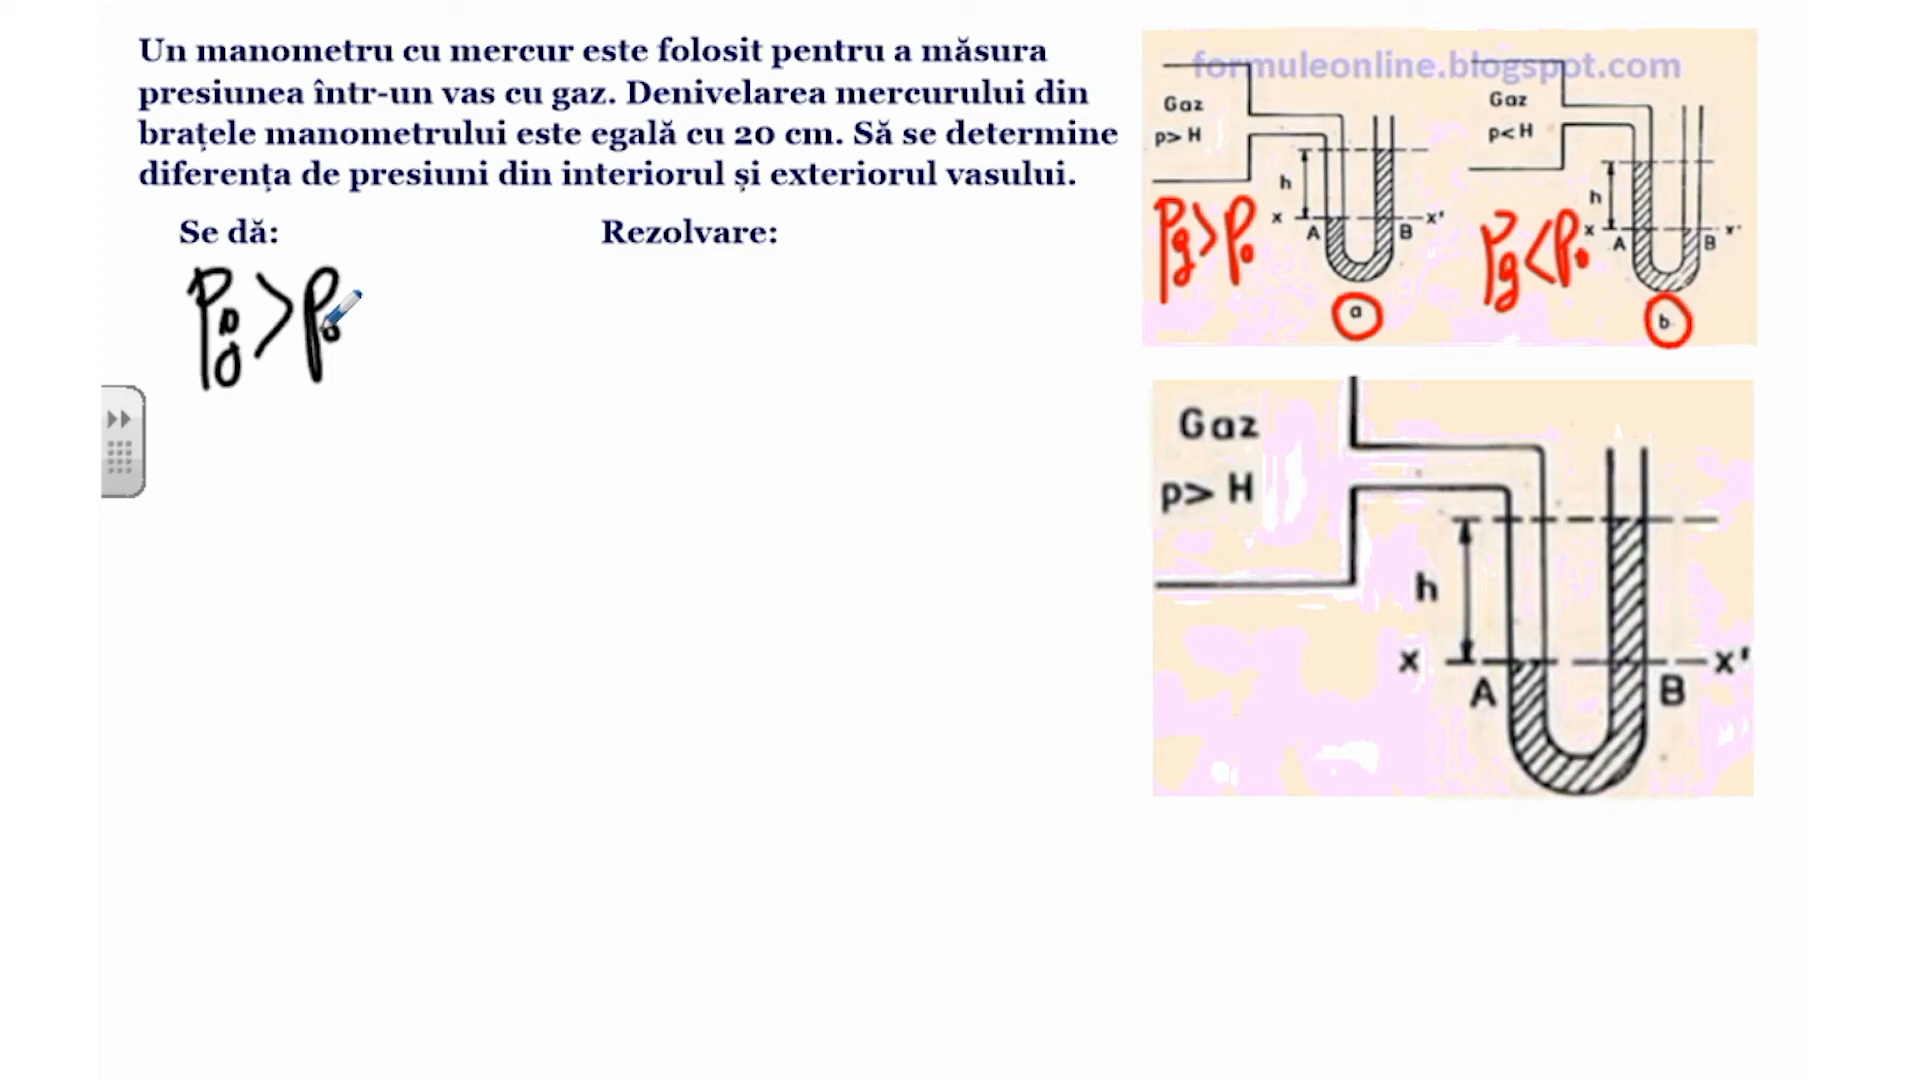 Un manometru cu mercur este folosit pentru a măsura
presiunea într-un vas cu gaz. Denivelarea mercurului din
brațele manometrului este egală cu 20 cm. Să se determine
diferența de presiuni din interiorul și exteriorul vasului.
Se dă:
Rezolvare:
pg > p0
formuleonline.blogspot.com
Gaz
p> H
h
x
x'
A
B
pg > p0
a
Gaz
p< H
h
x
x'
A
B
pg < p0
b
Gaz
p> H
h
x
x'
A
B